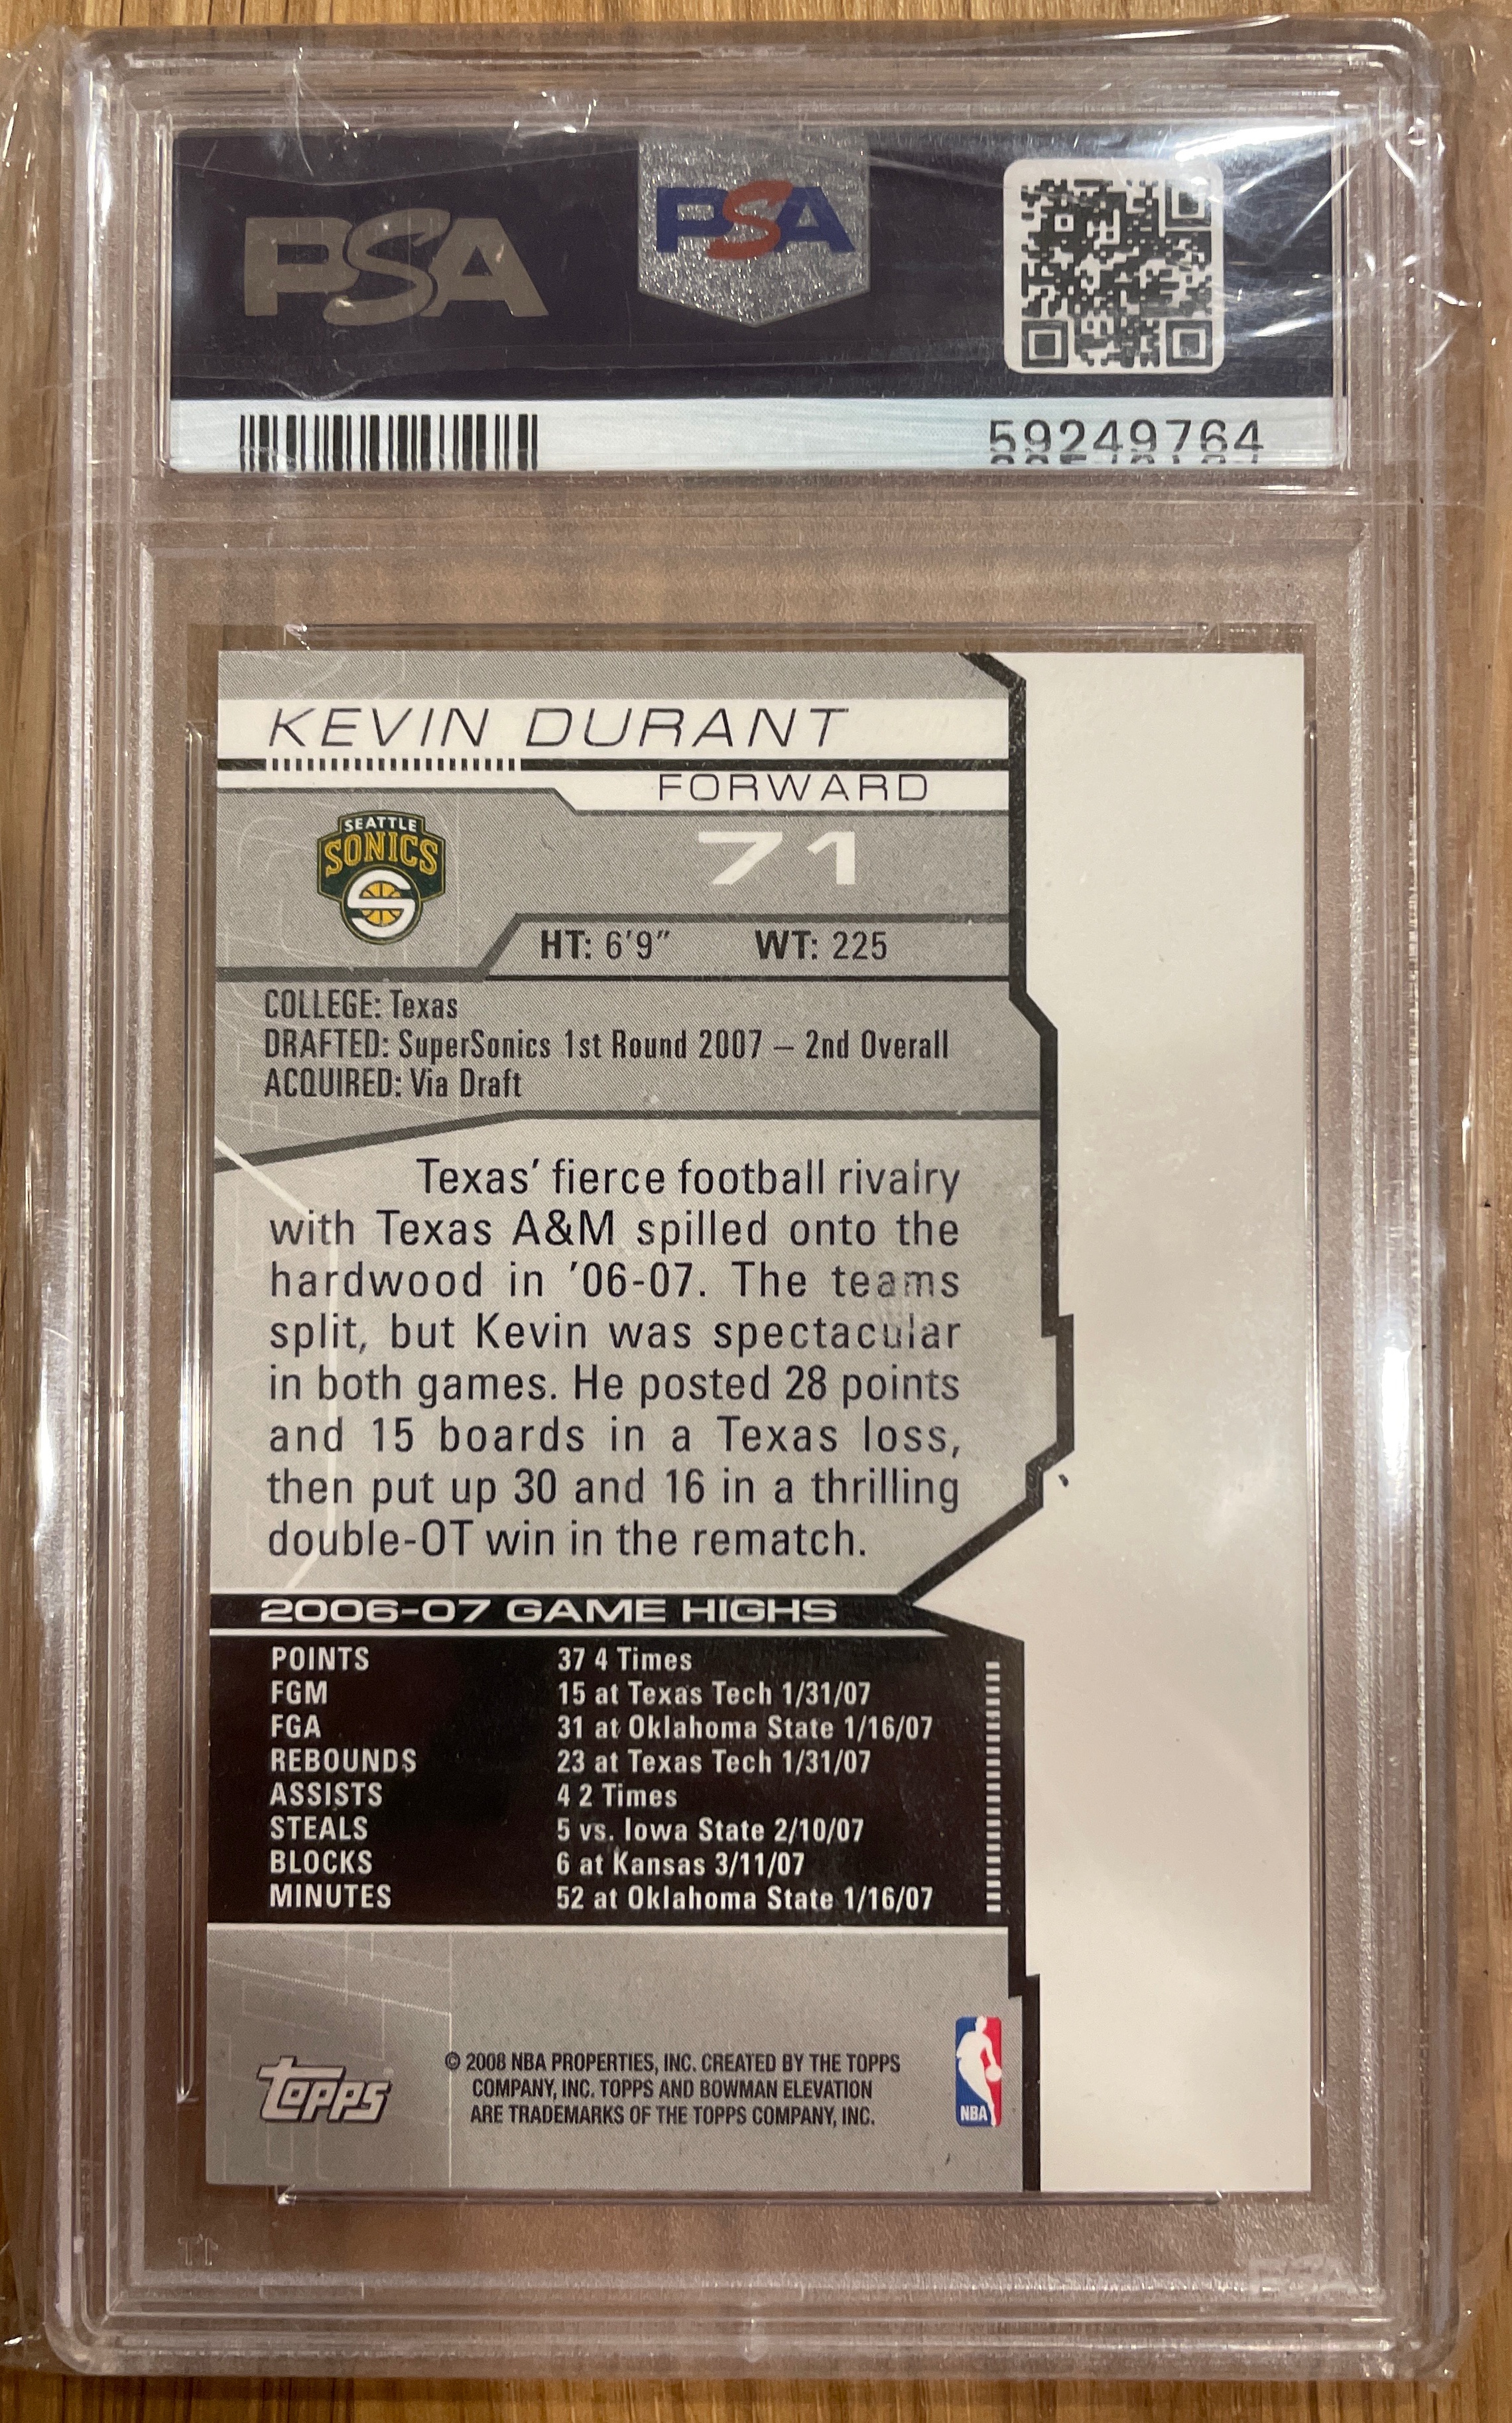 PSA
PSA
59249764
KEVIN DURANT
FORWARD
SEATTLE
SONICS
S
71
HT: 6'9" WT: 225
COLLEGE: Texas
DRAFTED: SuperSonics 1st Round 2007 – 2nd Overall
ACQUIRED: Via Draft
Texas' fierce football rivalry
with Texas A&M spilled onto the
hardwood in '06-07. The teams
split, but Kevin was spectacular
in both games. He posted 28 points
and 15 boards in a Texas loss,
then put up 30 and 16 in a thrilling
double-OT win in the rematch.
2006-07 GAME HIGHS
POINTS 37 4 Times
FGM 15 at Texas Tech 1/31/07
FGA 31 at Oklahoma State 1/16/07
REBOUNDS 23 at Texas Tech 1/31/07
ASSISTS 4 2 Times
STEALS 5 vs. Iowa State 2/10/07
BLOCKS 6 at Kansas 3/11/07
MINUTES 52 at Oklahoma State 1/16/07
Topps
© 2008 NBA PROPERTIES, INC. CREATED BY THE TOPPS
COMPANY, INC. TOPPS AND BOWMAN ELEVATION
ARE TRADEMARKS OF THE TOPPS COMPANY, INC.
NBA